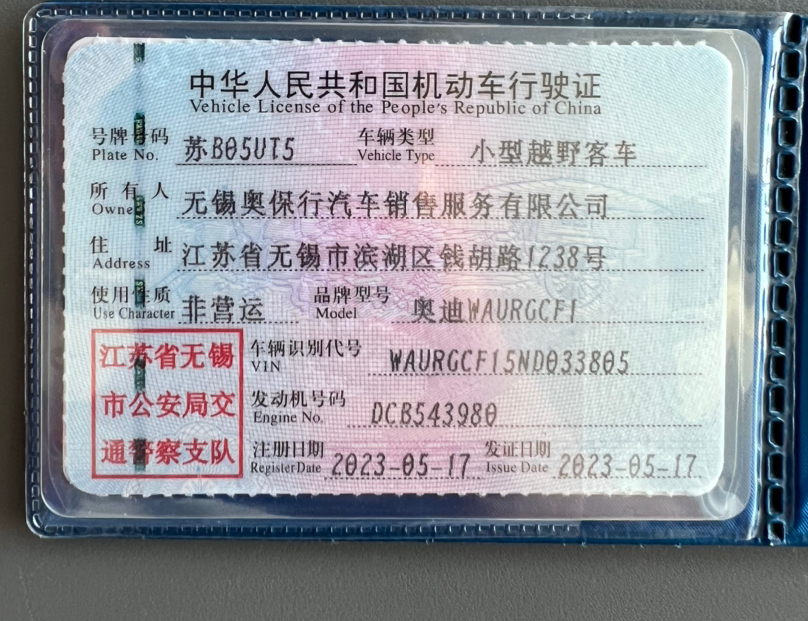 中华人民共和国机动车行驶证
Vehicle License of the People's Republic of China
号牌号码 苏B05UT5 车辆类型 小型越野客车
Plate No. Vehicle Type
所有人 无锡奥保行汽车销售服务有限公司
Owner
住址 江苏省无锡市滨湖区钱胡路1238号
Address
使用性质 非营运 品牌型号 奥迪WAURGCF1
Use Character Model
江苏省无锡
市公安局交
通警察支队
车辆识别代号 WAURGCF15ND033805
VIN
发动机号码 DCB543980
Engine No.
注册日期 2023-05-17 发证日期 2023-05-17
Register Date Issue Date